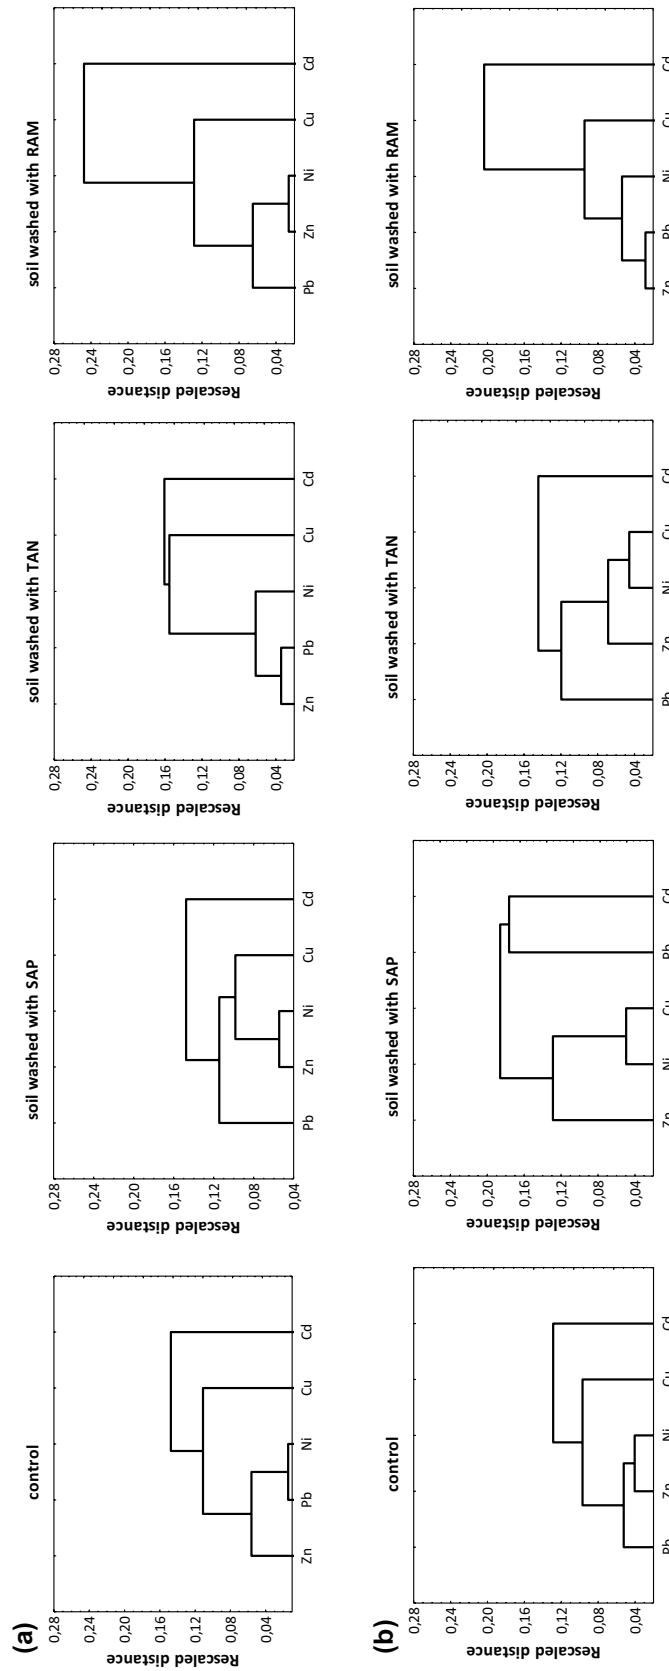 (a)
control
Rescaled distance
0,28
0,24
0,20
0,16
0,12
0,08
0,04
Zn Pb Ni Cu Cd
soil washed with SAP
Rescaled distance
0,28
0,24
0,20
0,16
0,12
0,08
0,04
Pb Zn Ni Cu Cd
soil washed with TAN
Rescaled distance
0,28
0,24
0,20
0,16
0,12
0,08
0,04
Zn Pb Ni Cu Cd
soil washed with RAM
Rescaled distance
0,28
0,24
0,20
0,16
0,12
0,08
0,04
Pb Zn Ni Cu Cd
(b)
control
Rescaled distance
0,28
0,24
0,20
0,16
0,12
0,08
0,04
Pb Zn Ni Cu Cd
soil washed with SAP
Rescaled distance
0,28
0,24
0,20
0,16
0,12
0,08
0,04
Zn Ni Cu Pb Cd
soil washed with TAN
Rescaled distance
0,28
0,24
0,20
0,16
0,12
0,08
0,04
Pb Zn Ni Cu Cd
soil washed with RAM
Rescaled distance
0,28
0,24
0,20
0,16
0,12
0,08
0,04
Zn Pb Ni Cu Cd